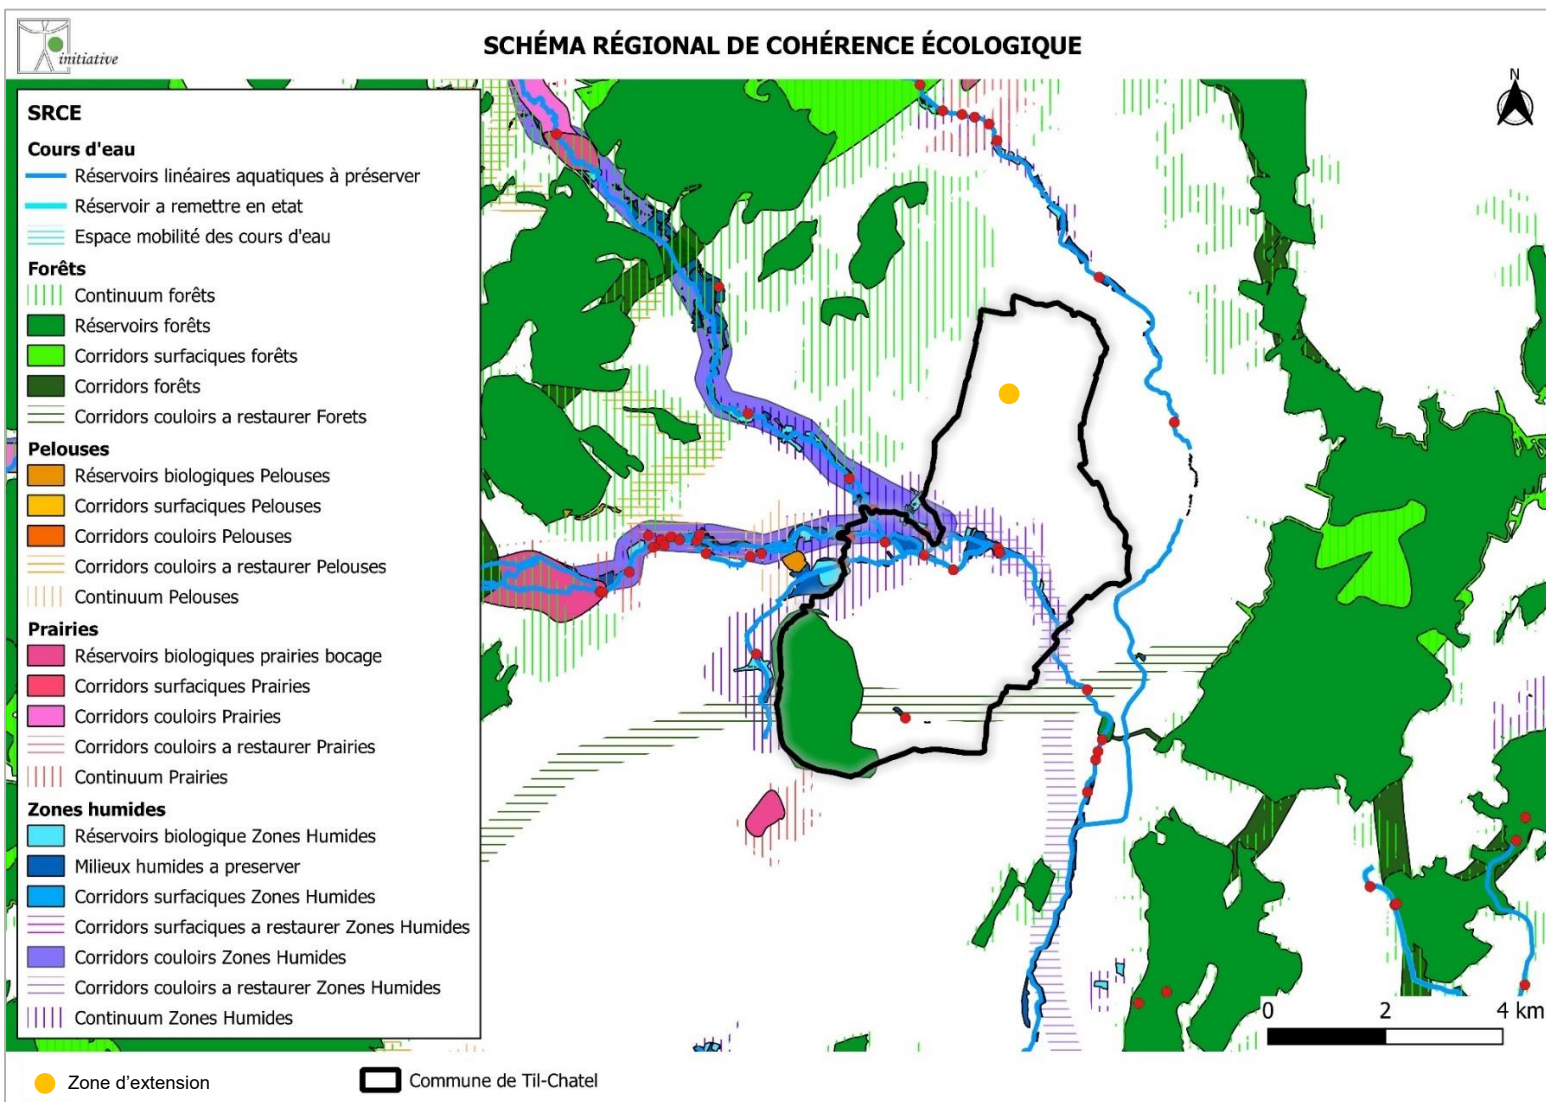 initiative
SCHÉMA RÉGIONAL DE COHÉRENCE ÉCOLOGIQUE
N
SRCE
Cours d'eau
Réservoirs linéaires aquatiques à préserver
Réservoir a remettre en etat
Espace mobilité des cours d'eau
Forêts
Continuum forêts
Réservoirs forêts
Corridors surfaciques forêts
Corridors forêts
Corridors couloirs a restaurer Forets
Pelouses
Réservoirs biologiques Pelouses
Corridors surfaciques Pelouses
Corridors couloirs Pelouses
Corridors couloirs a restaurer Pelouses
Continuum Pelouses
Prairies
Réservoirs biologiques prairies bocage
Corridors surfaciques Prairies
Corridors couloirs Prairies
Corridors couloirs a restaurer Prairies
Continuum Prairies
Zones humides
Réservoirs biologique Zones Humides
Milieux humides a preserver
Corridors surfaciques Zones Humides
Corridors surfaciques a restaurer Zones Humides
Corridors couloirs Zones Humides
Corridors couloirs a restaurer Zones Humides
Continuum Zones Humides
0 2 4 km
Zone d'extension
Commune de Til-Chatel